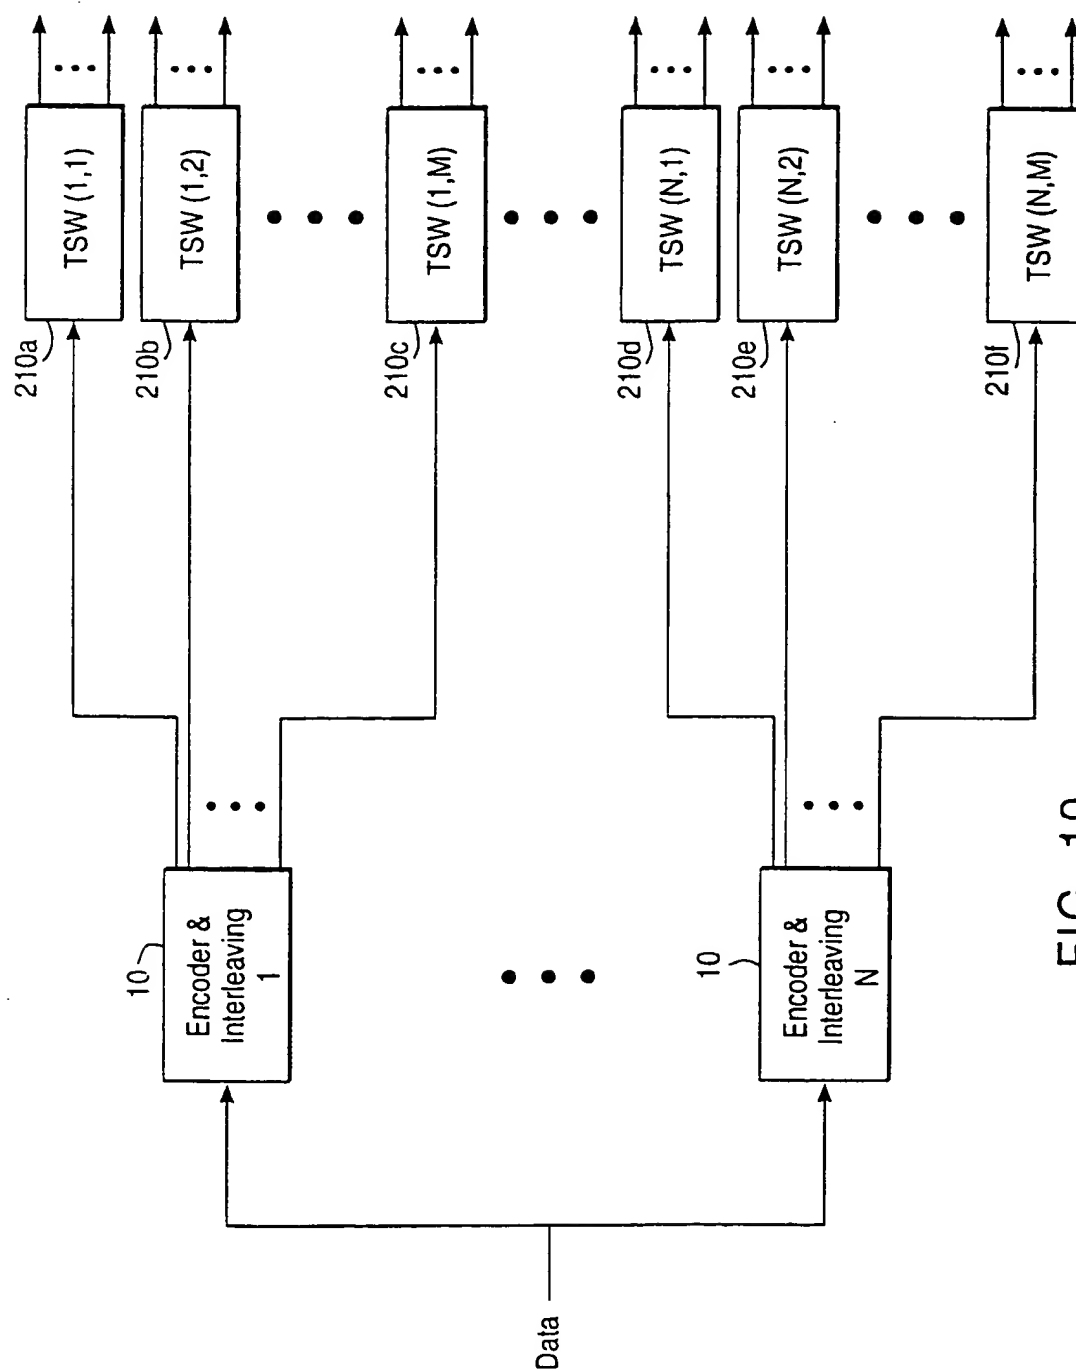 Data
10
Encoder &
Interleaving
1
10
Encoder &
Interleaving
N
210a
TSW (1,1)
210b
TSW (1,2)
210c
TSW (1,M)
210d
TSW (N,1)
210e
TSW (N,2)
210f
TSW (N,M)
FIG.